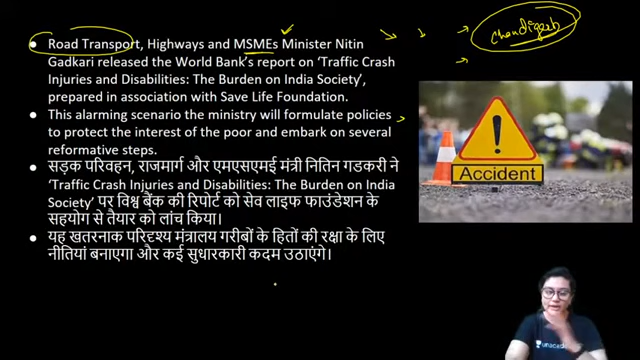 Road Transport, Highways and MSMEs Minister Nitin
Gadkari released the World Bank's report on 'Traffic Crash
Injuries and Disabilities: The Burden on India Society',
prepared in association with Save Life Foundation.
This alarming scenario the ministry will formulate policies
to protect the interest of the poor and embark on several
reformative steps.
सड़क परिवहन, राजमार्ग और एमएसएमई मंत्री नितिन गडकरी ने
'Traffic Crash Injuries and Disabilities: The Burden on India
Society' पर विश्व बैंक की रिपोर्ट को सेव लाइफ फाउंडेशन के
सहयोग से तैयार को लांच किया।
यह खतरनाक परिदृश्य मंत्रालय गरीबों के हितों की रक्षा के लिए
नीतियां बनाएगा और कई सुधारकारी कदम उठाएंगे।
Chandigarh
Accident